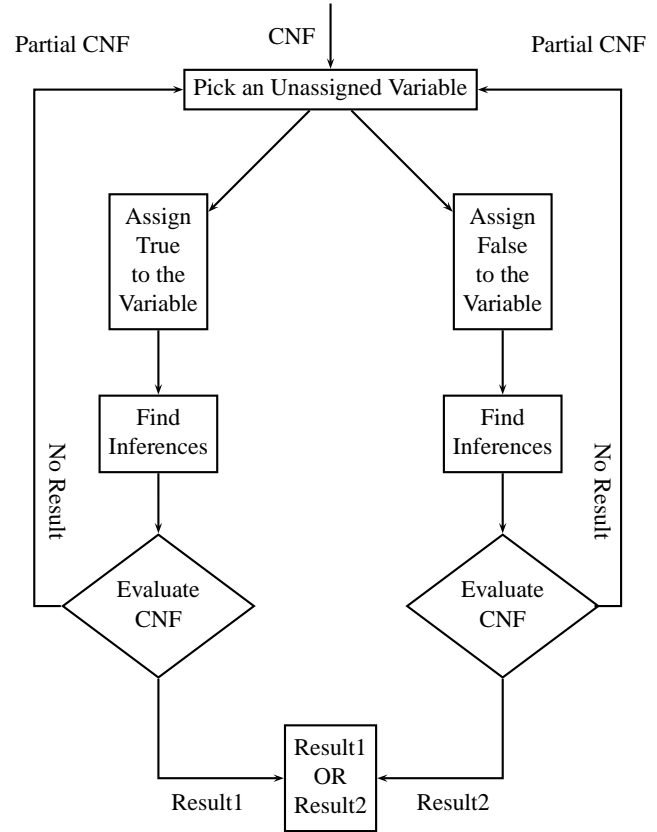 Partial CNF
CNF
Partial CNF
Pick an Unassigned Variable
Assign
True
to the
Variable
Assign
False
to the
Variable
Find
Inferences
Find
Inferences
No Result
No Result
Evaluate
CNF
Evaluate
CNF
Result1
OR
Result2
Result1
Result2